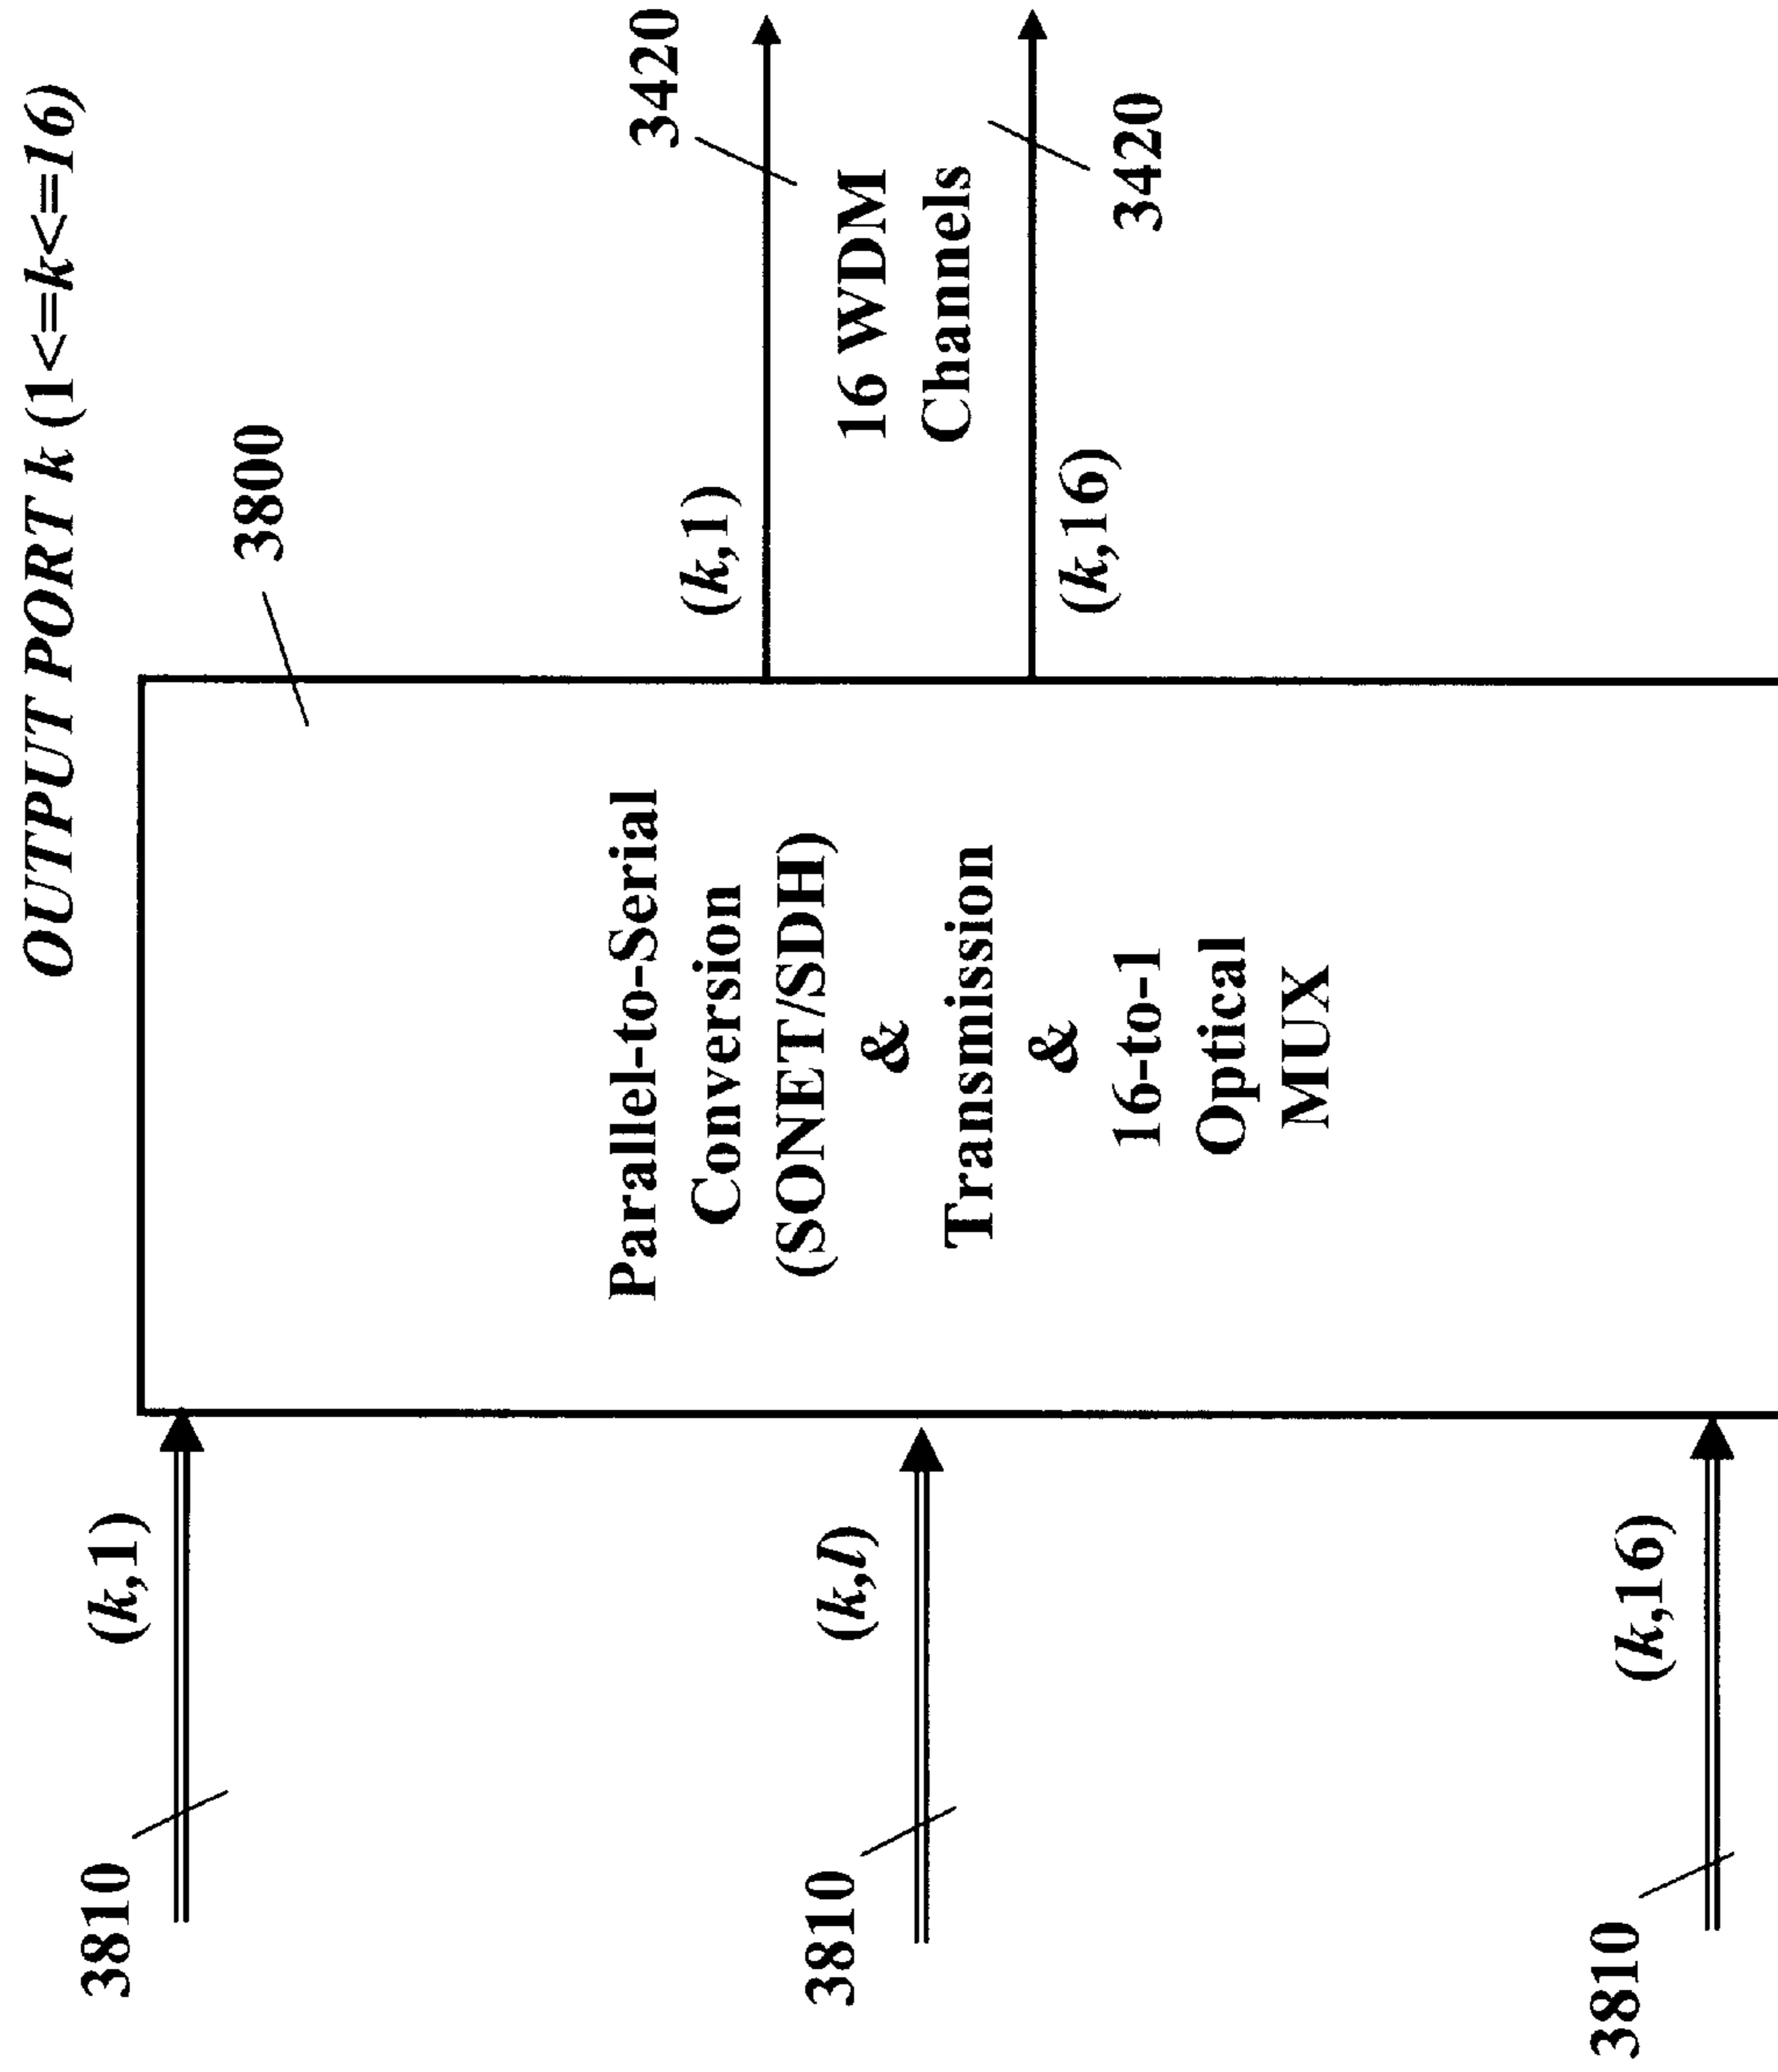 OUTPUT PORT k (1<=k<=16)
3800
3810
(k,1)
3810
(k,l)
3810
(k,16)
Parallel-to-Serial
Conversion
(SONET/SDH)
&
Transmission
&
16-to-1
Optical
MUX
(k,1)
3420
16 WDM
Channels
(k,16)
3420